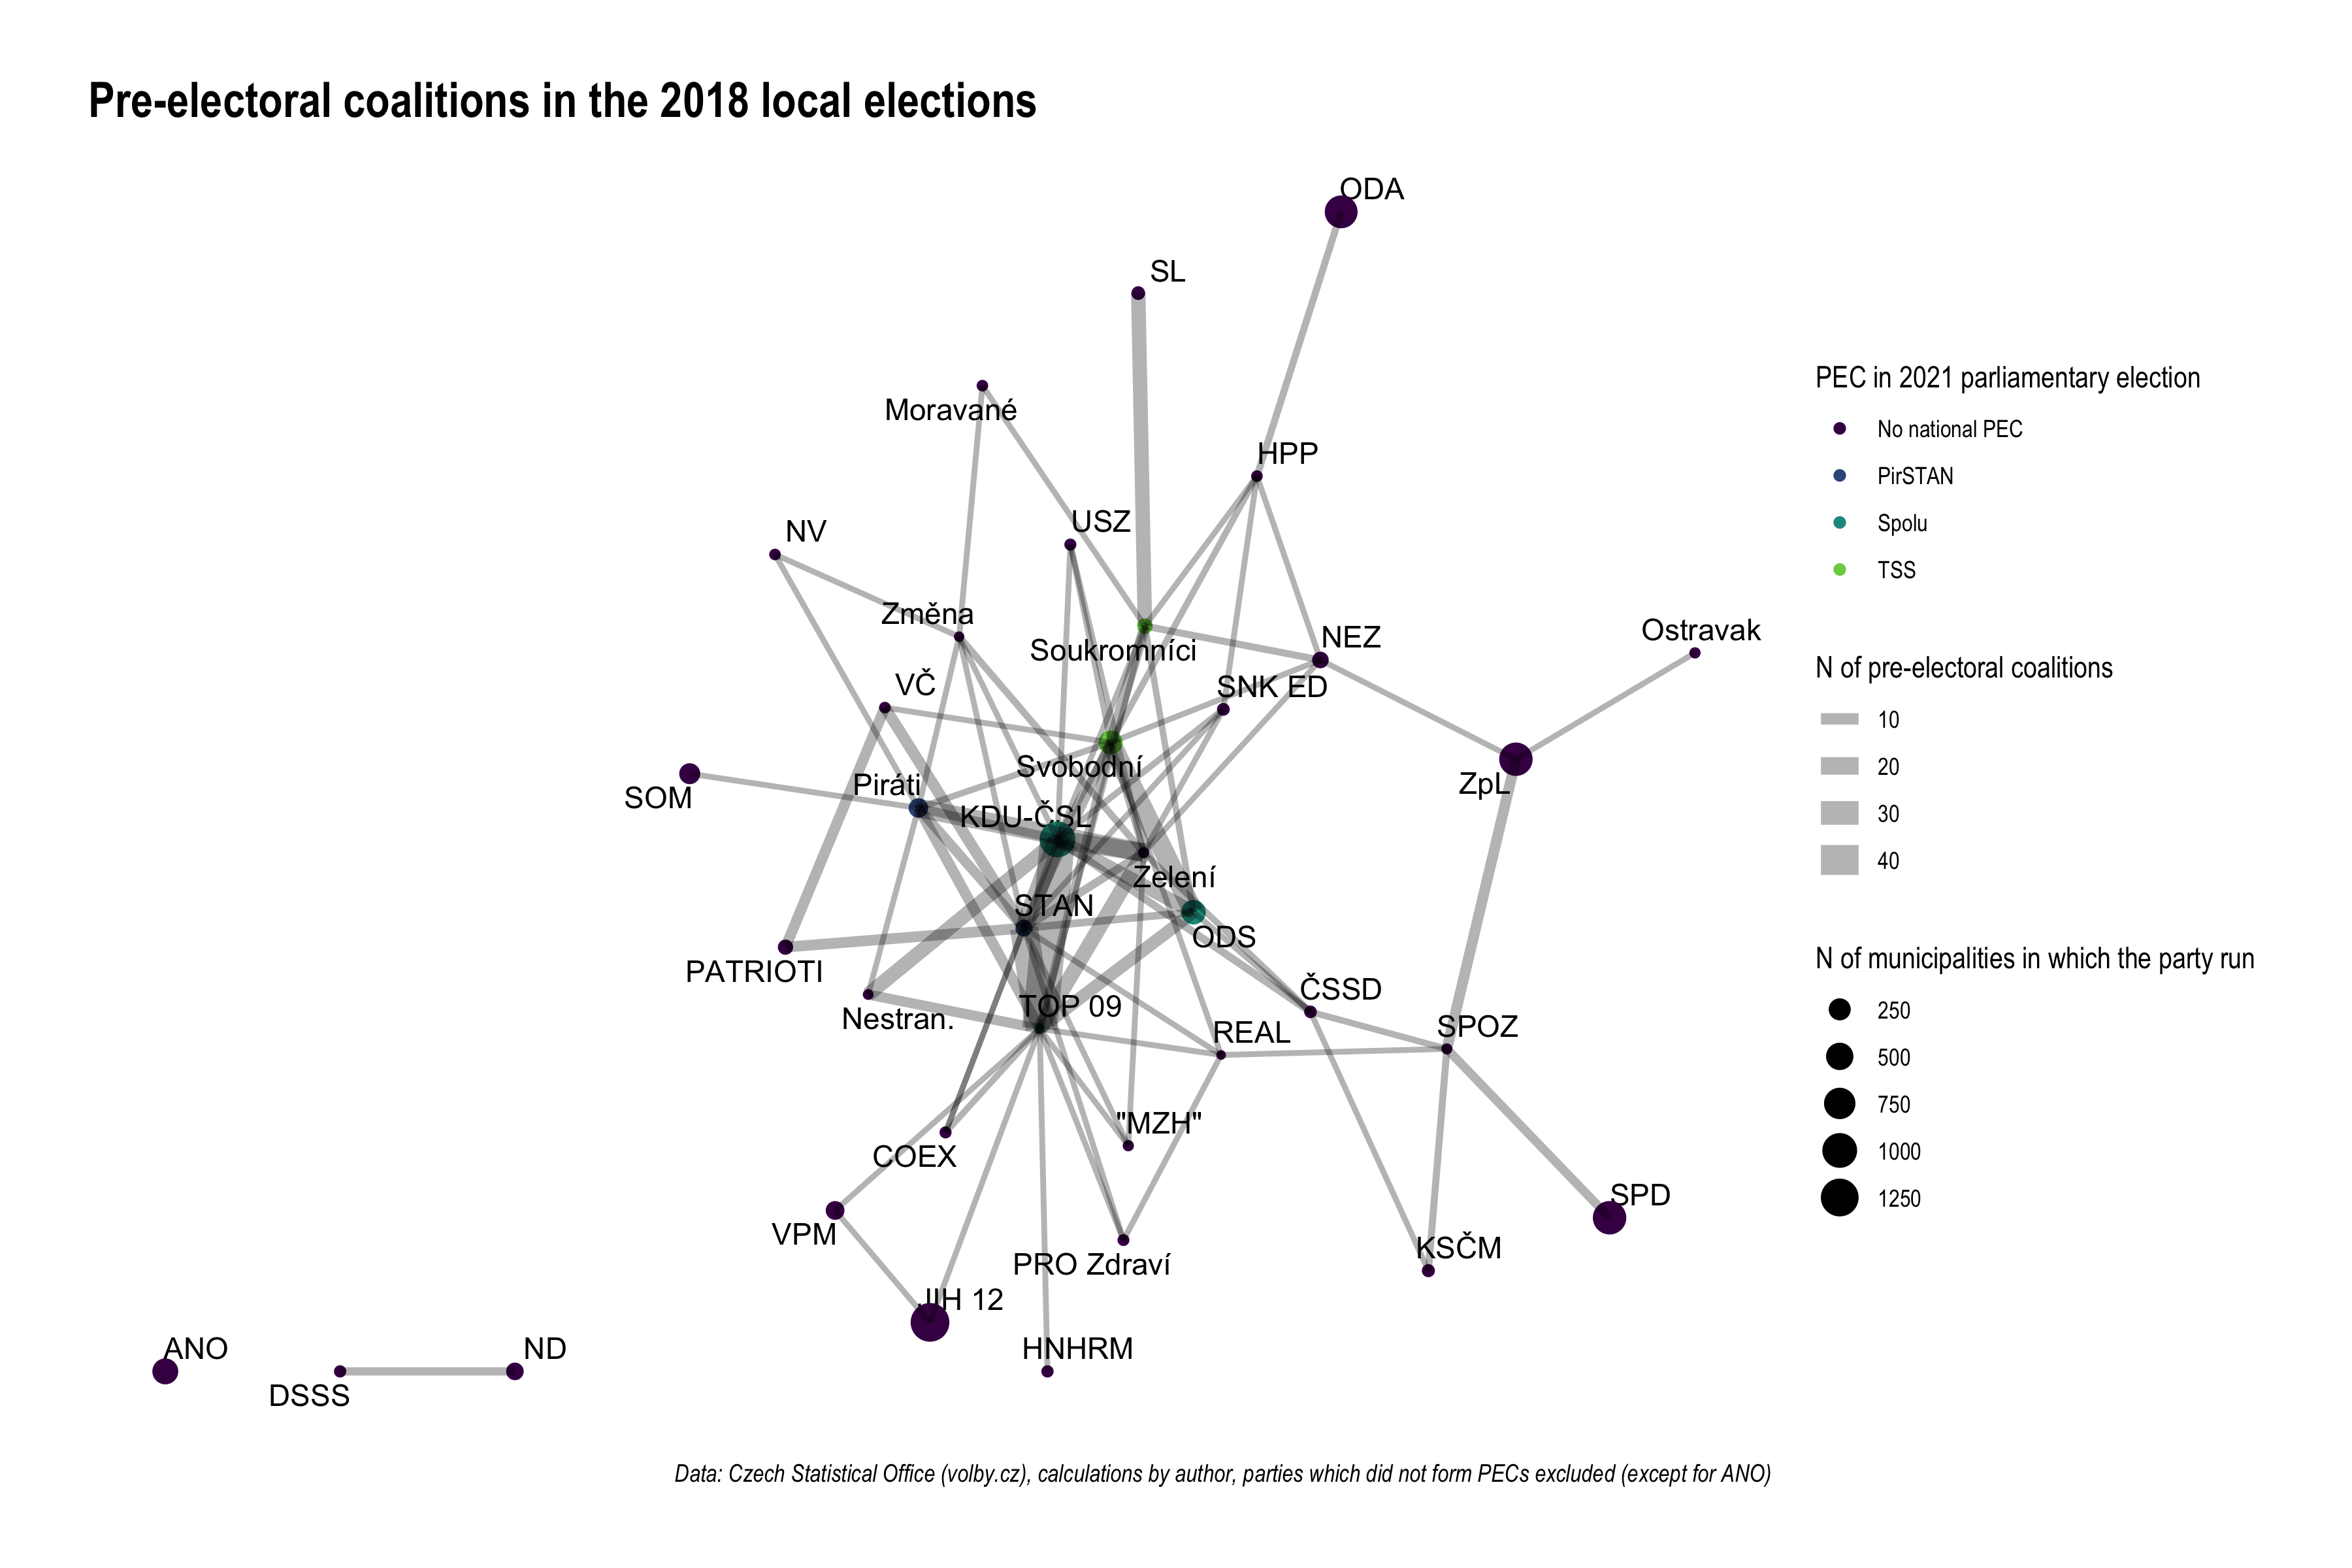 Pre-electoral coalitions in the 2018 local elections
ODA
SL
Moravané
HPP
USZ
NV
Změna
Soukromníci
NEZ
Ostravak
VČ
SNK ED
Svobodní
SOM
Piráti
ZpL
KDU-ČSL
Zelení
STAN
ODS
PATRIOTI
ČSSD
Nestran.
TOP 09
REAL
SPOZ
"MZH"
COEX
SPD
VPM
PRO Zdraví
KSČM
JIH 12
ANO
ND
HNHRM
DSSS
PEC in 2021 parliamentary election
No national PEC
PirSTAN
Spolu
TSS
N of pre-electoral coalitions
10
20
30
40
N of municipalities in which the party run
250
500
750
1000
1250
Data: Czech Statistical Office (volby.cz), calculations by author, parties which did not form PECs excluded (except for ANO)